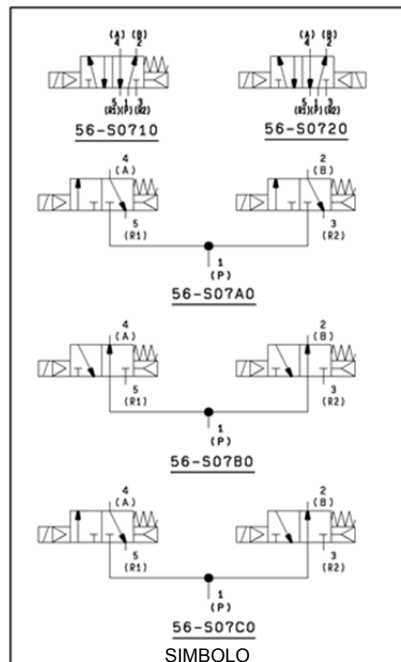 (A) (B) (A) (B)
4 2 4 2
5 1 3 5 1 3
(R1)(P)(R2) (R1)(P)(R2)
56-S0710 56-S0720
4 2
(A) (B)
5 3
(R1) (R2)
1
(P)
56-S07A0
4 2
(A) (B)
5 3
(R1) (R2)
1
(P)
56-S07B0
4 2
(A) (B)
5 3
(R1) (R2)
1
(P)
56-S07C0
SIMBOLO